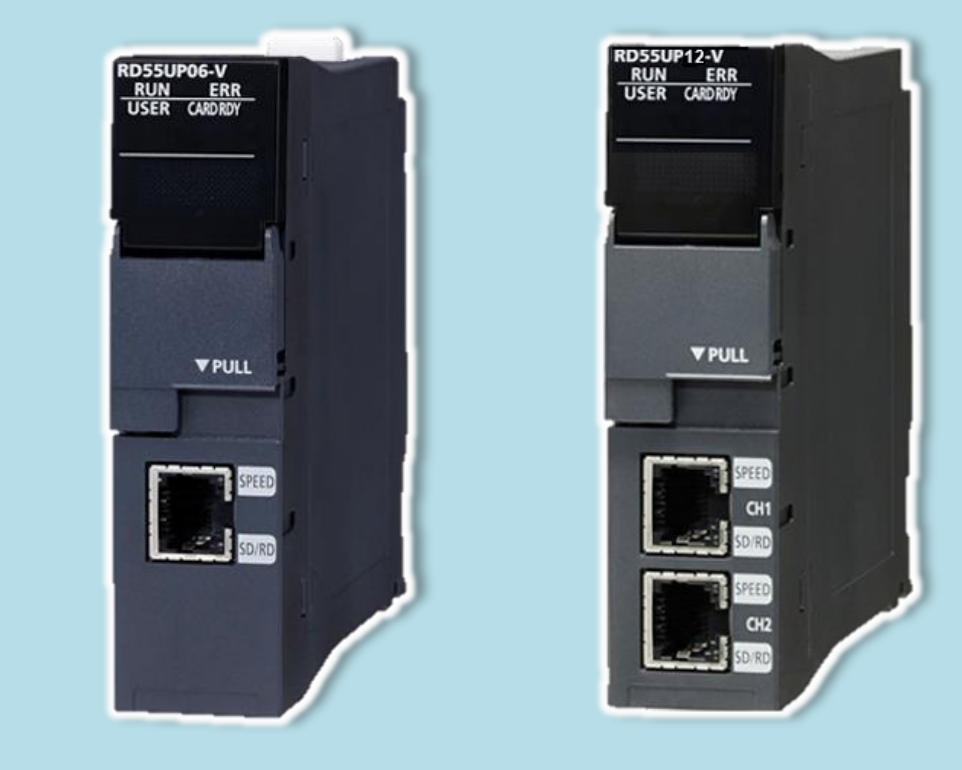 RD55UP06-V
RUN ERR
USER CARD RDY
▼PULL
SPEED
SD/RD
RD55UP12-V
RUN ERR
USER CARD RDY
▼PULL
SPEED
CH1
SD/RD
SPEED
CH2
SD/RD